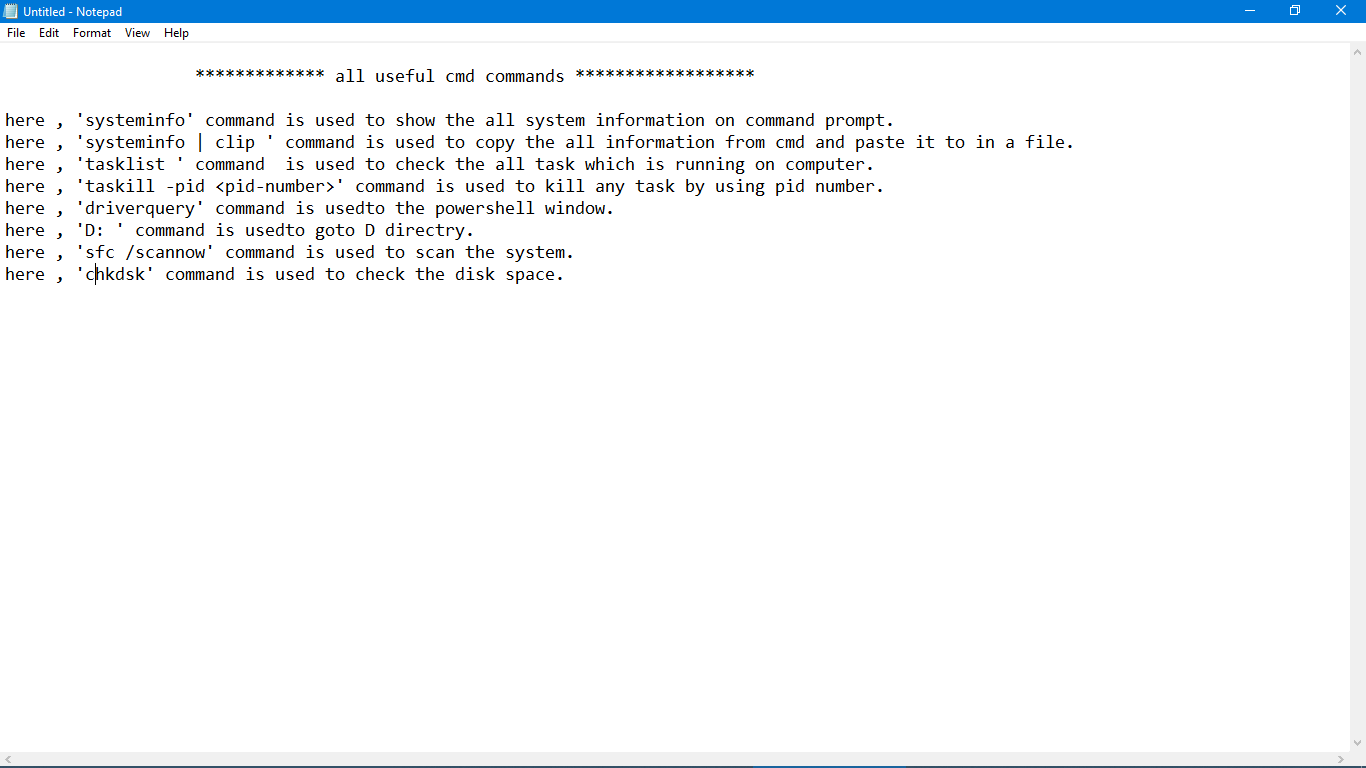 Untitled - Notepad
File Edit Format View Help
************* all useful cmd commands ******************
here , 'systeminfo' command is used to show the all system information on command prompt.
here , 'systeminfo | clip ' command is used to copy the all information from cmd and paste it to in a file.
here , 'tasklist ' command  is used to check the all task which is running on computer.
here , 'taskill -pid <pid-number>' command is used to kill any task by using pid number.
here , 'driverquery' command is usedto the powershell window.
here , 'D: ' command is usedto goto D directry.
here , 'sfc /scannow' command is used to scan the system.
here , 'chkdsk' command is used to check the disk space.